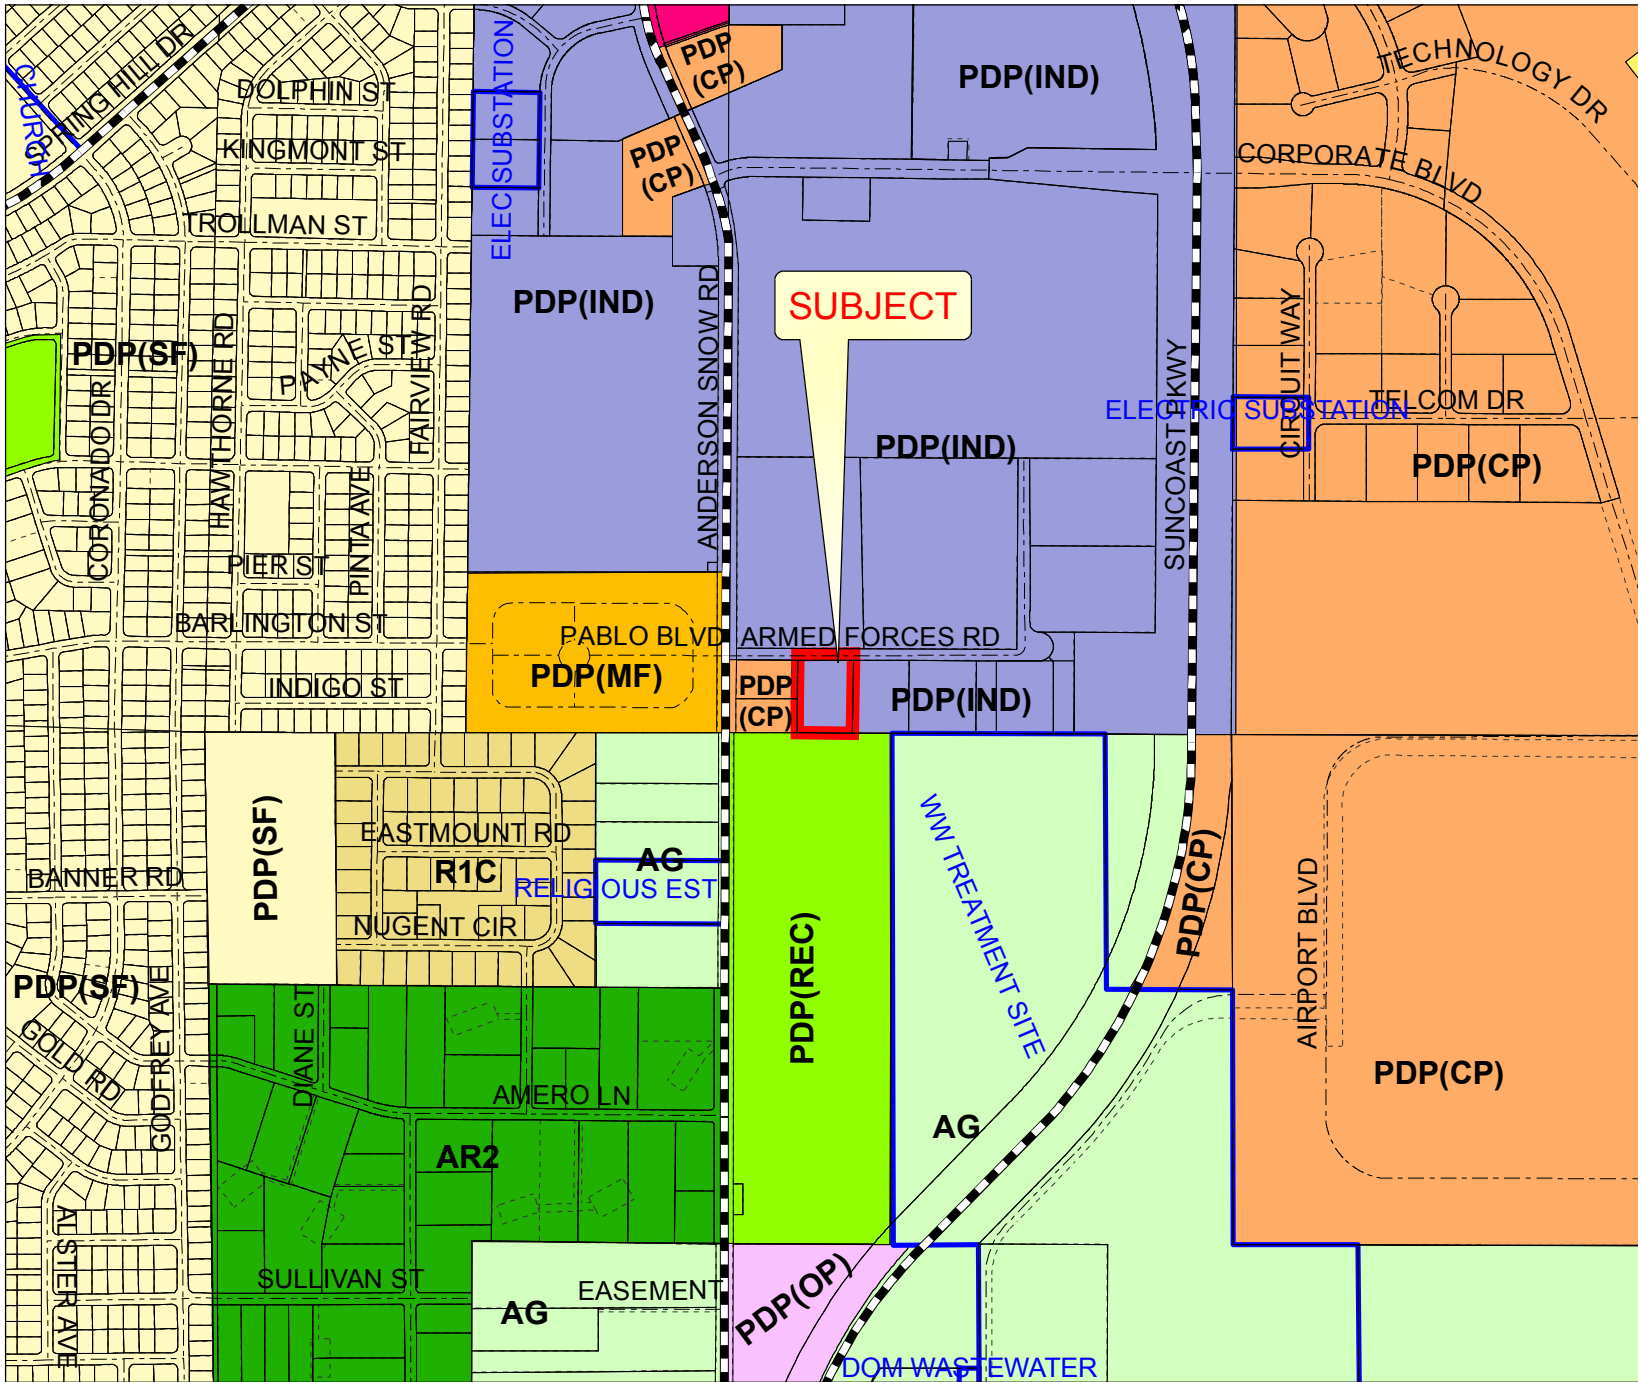 SPRING HILL DR
CHURCH
DOLPHIN ST
KINGMONT ST
TROLLMAN ST
ELEC SUBSTATION
PDP
(CP)
PDP
(CP)
PDP(IND)
TECHNOLOGY DR
CORPORATE BLVD
PDP(IND)
ANDERSON SNOW RD
SUBJECT
PDP(SF)
CORONADO DR
HAWTHORNE RD
PAYNE ST
FAIRVIEW RD
SUNCOAST PKWY
CIRCUIT WAY
ELECTRIC SUBSTATION
TELCOM DR
PDP(IND)
PDP(CP)
PINTA AVE
PIER ST
BARLINGTON ST
PABLO BLVD
ARMED FORCES RD
INDIGO ST
PDP(MF)
PDP
(CP)
PDP(IND)
PDP(SF)
EASTMOUNT RD
R1C
AG
RELIGIOUS EST
NUGENT CIR
BANNER RD
WW TREATMENT SITE
PDP(CP)
AIRPORT BLVD
PDP(REC)
PDP(SF)
GOLD RD
GODFREY AVE
DIANE ST
AMERO LN
AG
PDP(CP)
AR2
ALSTER AVE
SULLIVAN ST
EASEMENT
AG
PDP(OP)
DOM WASTEWATER